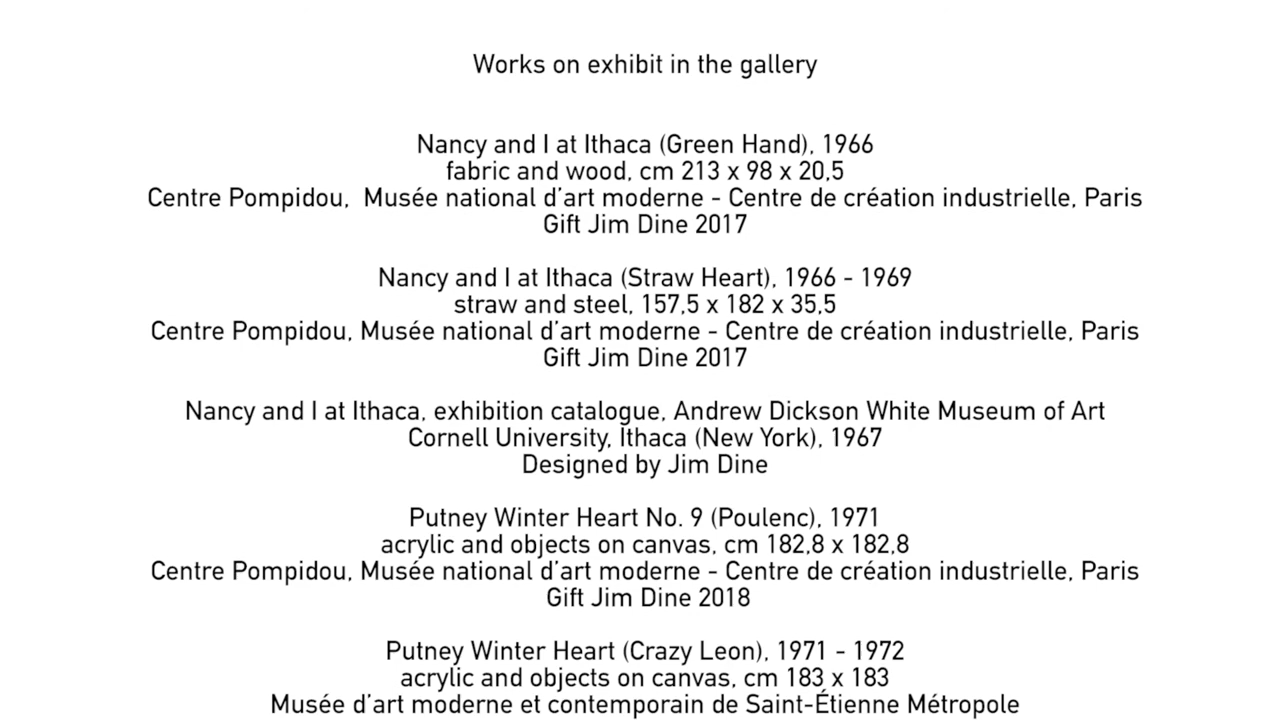 Works on exhibit in the gallery
Nancy and I at Ithaca (Green Hand), 1966
fabric and wood, cm 213 x 98 x 20,5
Centre Pompidou,  Musée national d'art moderne - Centre de création industrielle, Paris
Gift Jim Dine 2017
Nancy and I at Ithaca (Straw Heart), 1966 - 1969
straw and steel, 157,5 x 182 x 35,5
Centre Pompidou, Musée national d'art moderne - Centre de création industrielle, Paris
Gift Jim Dine 2017
Nancy and I at Ithaca, exhibition catalogue, Andrew Dickson White Museum of Art
Cornell University, Ithaca (New York), 1967
Designed by Jim Dine
Putney Winter Heart No. 9 (Poulenc), 1971
acrylic and objects on canvas, cm 182,8 x 182,8
Centre Pompidou, Musée national d'art moderne - Centre de création industrielle, Paris
Gift Jim Dine 2018
Putney Winter Heart (Crazy Leon), 1971 - 1972
acrylic and objects on canvas, cm 183 x 183
Musée d'art moderne et contemporain de Saint-Étienne Métropole